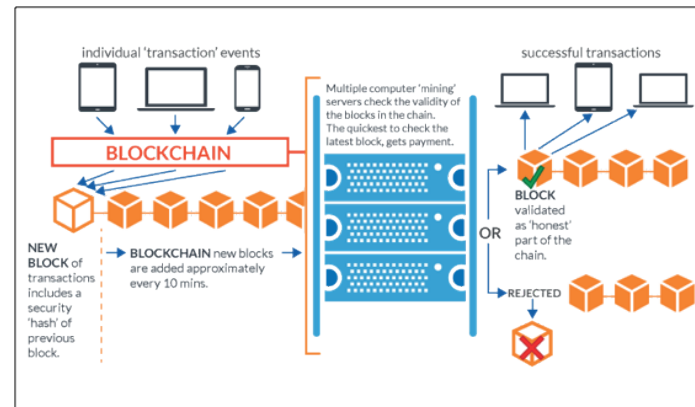 individual 'transaction' events
BLOCKCHAIN
NEW
BLOCK of
transactions
includes a
security
'hash' of
previous
block.
BLOCKCHAIN new blocks
are added approximately
every 10 mins.
Multiple computer 'mining'
servers check the validity of
the blocks in the chain.
The quickest to check the
latest block, gets payment.
OR
successful transactions
BLOCK
validated
as 'honest'
part of the
chain.
REJECTED